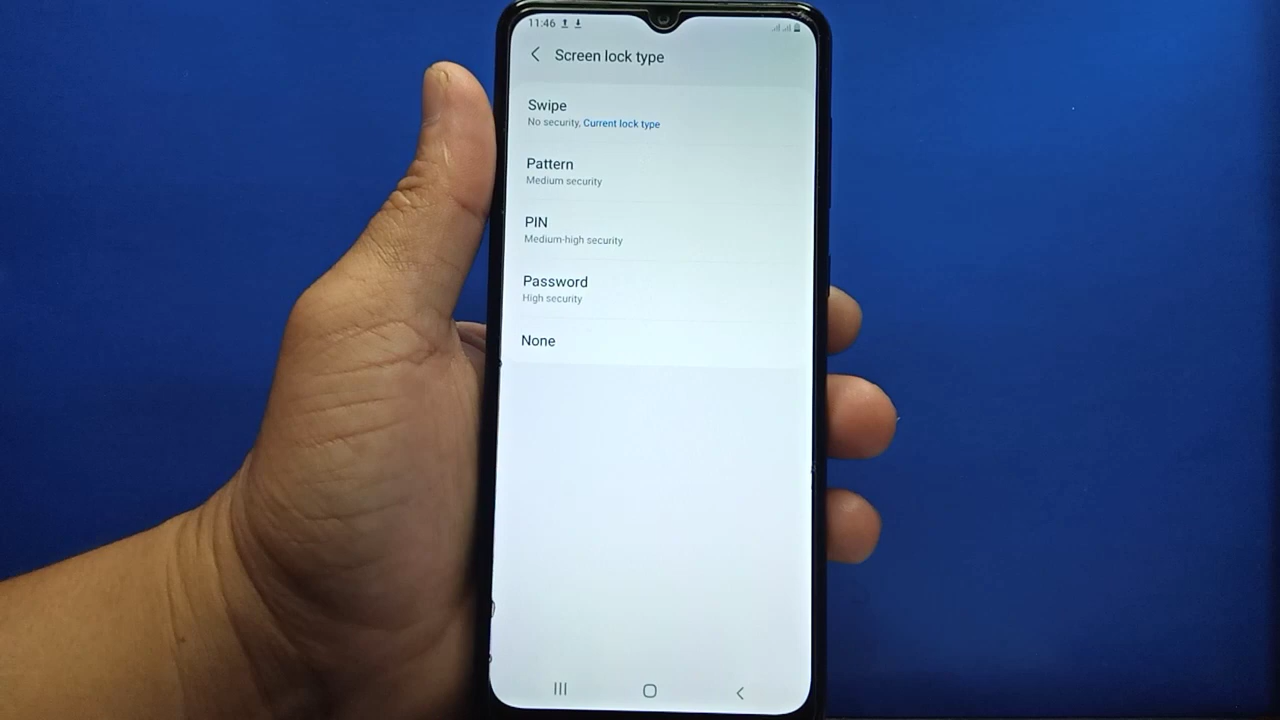 11:46
Screen lock type
Swipe
No security, Current lock type
Pattern
Medium security
PIN
Medium-high security
Password
High security
None